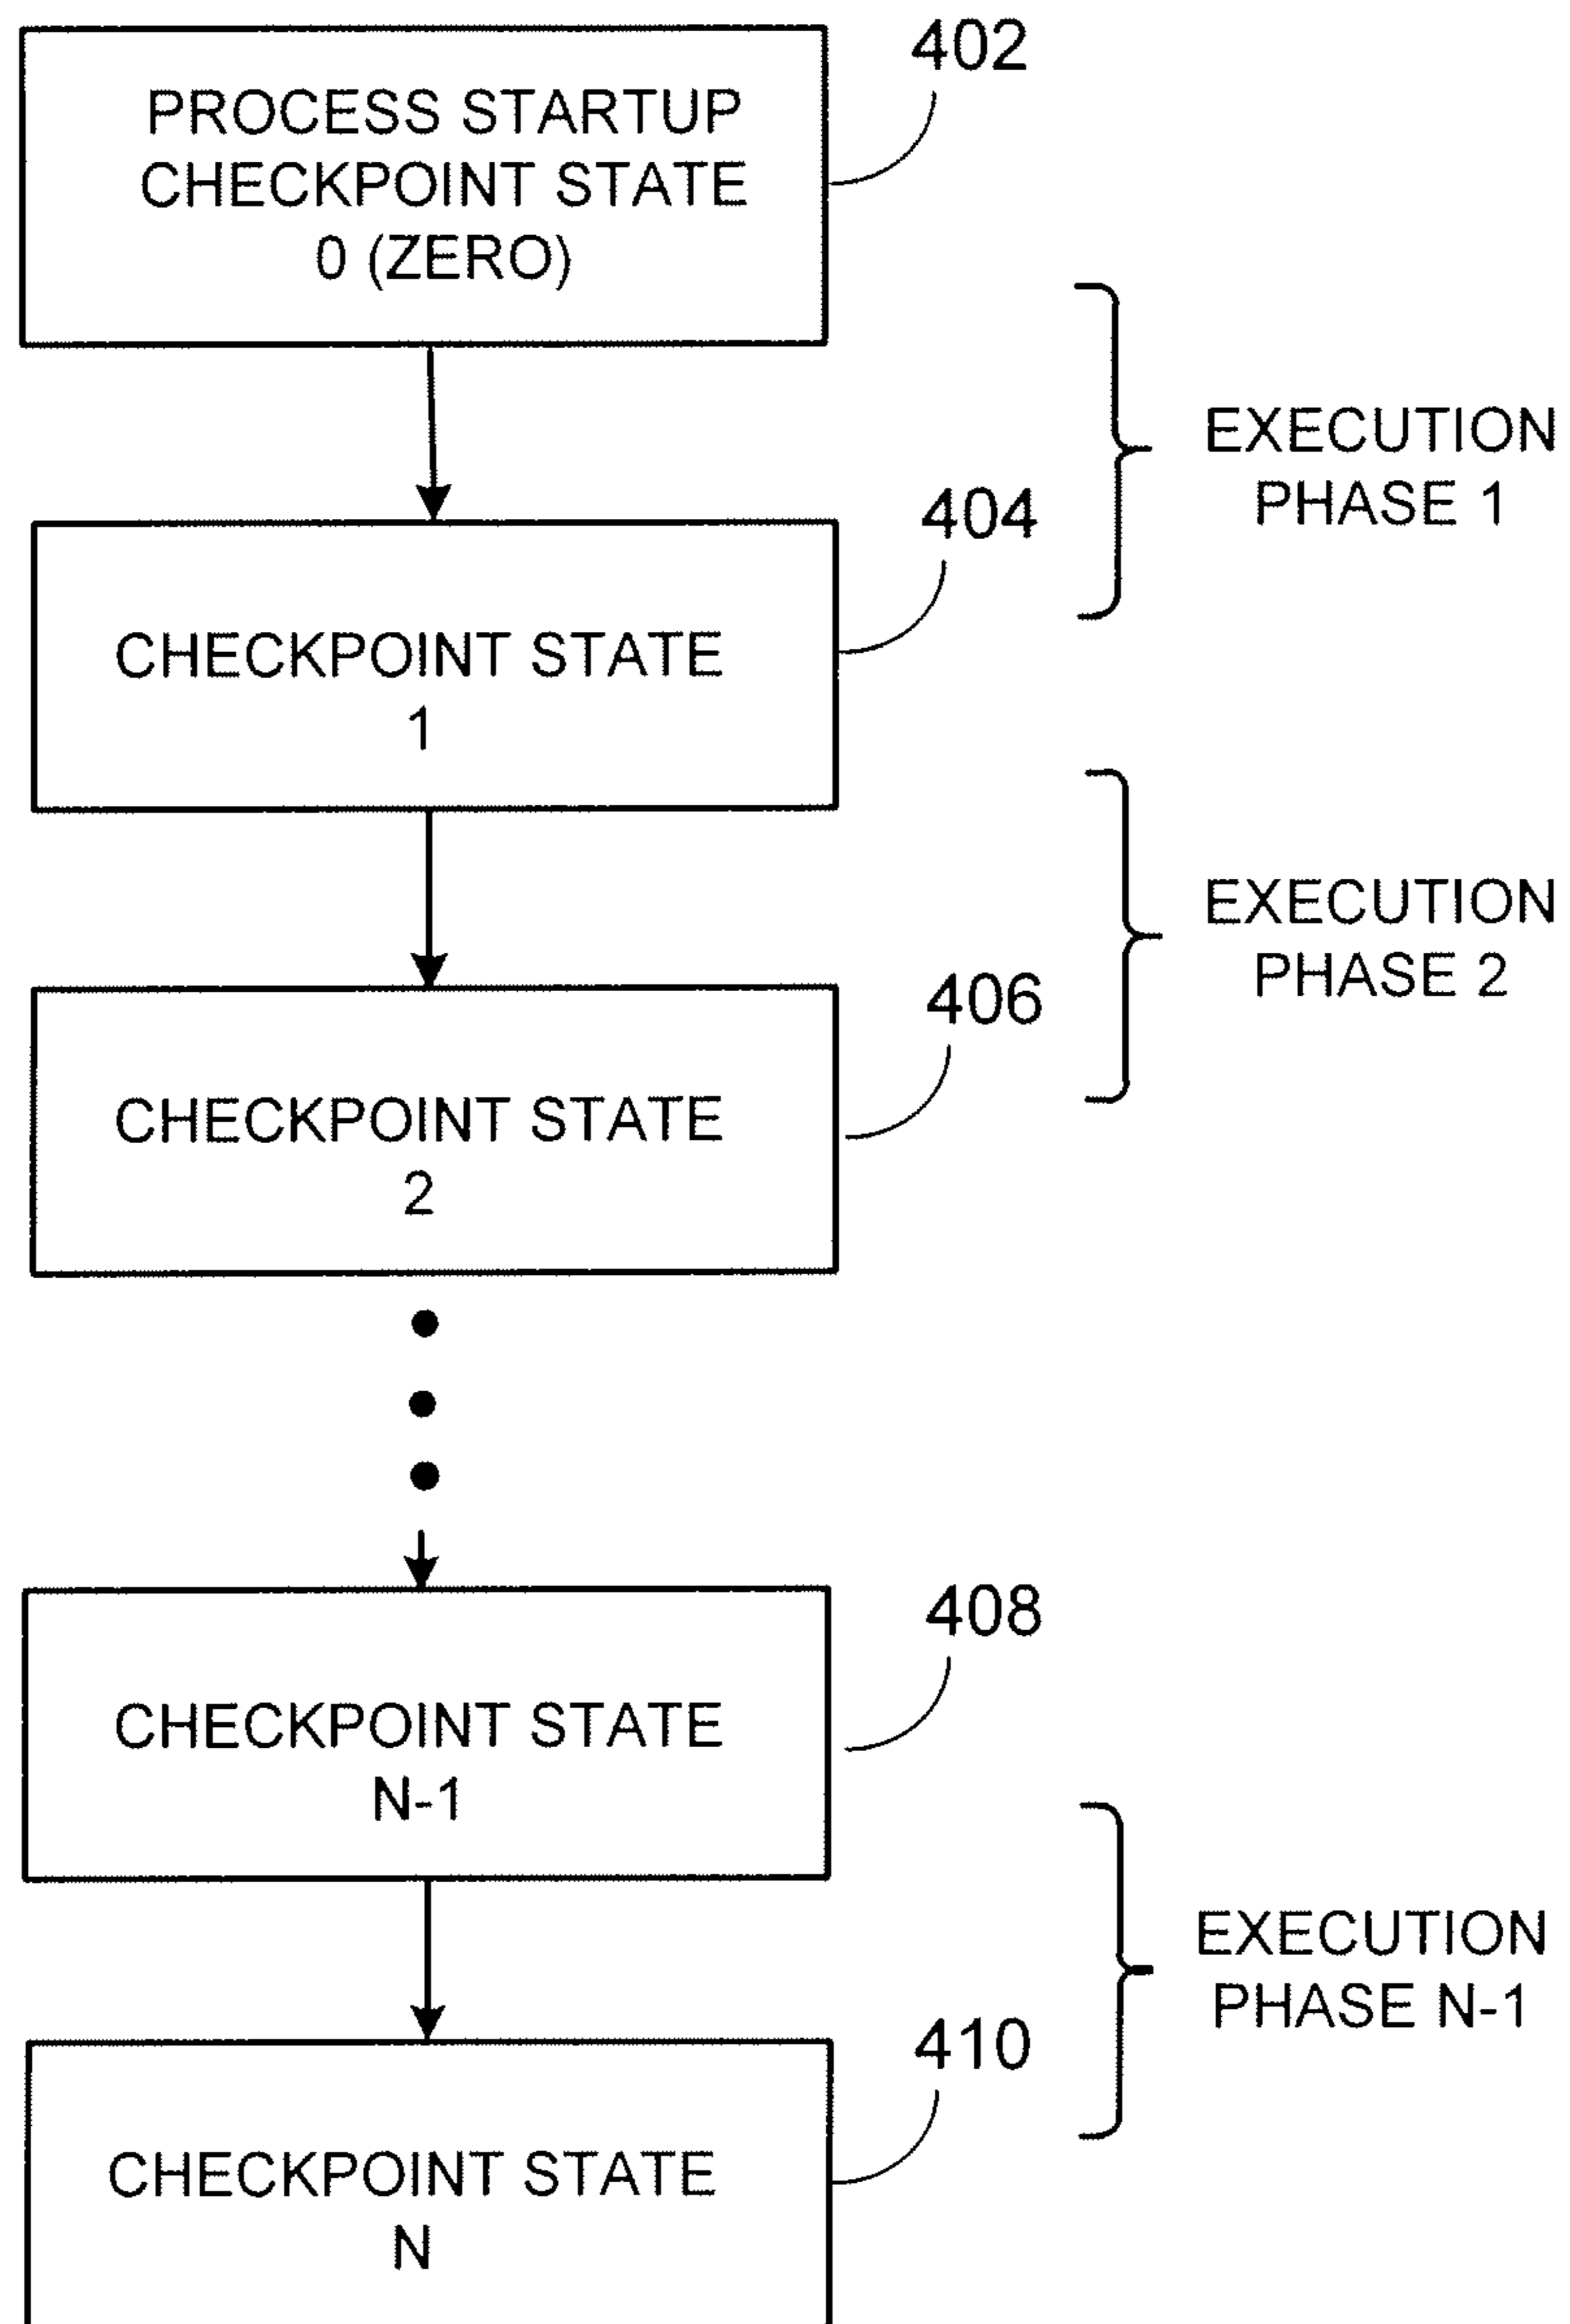 402
PROCESS STARTUP
CHECKPOINT STATE
0 (ZERO)
EXECUTION
PHASE 1
404
CHECKPOINT STATE
1
EXECUTION
PHASE 2
406
CHECKPOINT STATE
2
408
CHECKPOINT STATE
N-1
EXECUTION
PHASE N-1
410
CHECKPOINT STATE
N